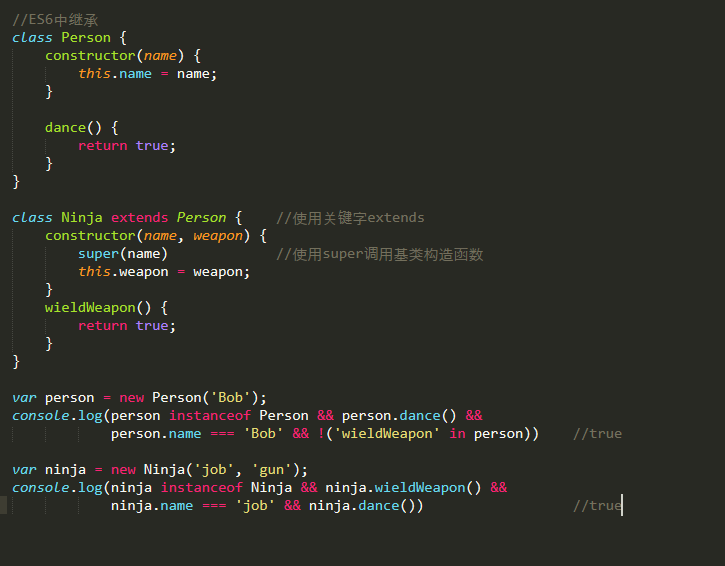 //ES6中继承
class Person {
    constructor(name) {
        this.name = name;
    }

    dance() {
        return true;
    }
}

class Ninja extends Person {    //使用关键字extends
    constructor(name, weapon) {
        super(name)             //使用super调用基类构造函数
        this.weapon = weapon;
    }
    wieldWeapon() {
        return true;
    }
}

var person = new Person('Bob');
console.log(person instanceof Person && person.dance() &&
            person.name === 'Bob' && !('wieldWeapon' in person))    //true

var ninja = new Ninja('job', 'gun');
console.log(ninja instanceof Ninja && ninja.wieldWeapon() &&
            ninja.name === 'job' && ninja.dance())                  //true